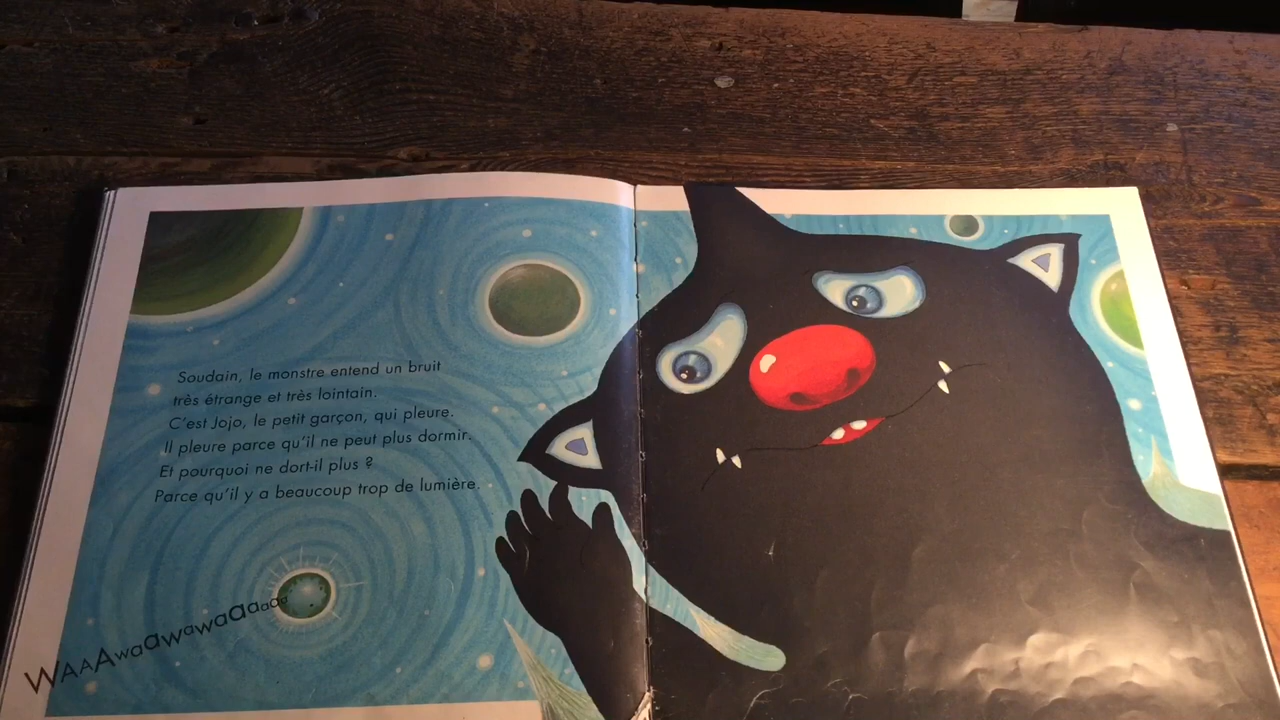 Soudain, le monstre entend un bruit
très étrange et très lointain.
C'est Jojo, le petit garçon, qui pleure.
Il pleure parce qu'il ne peut plus dormir.
Et pourquoi ne dort-il plus ?
Parce qu'il y a beaucoup trop de lumière.
WAAAwaawawaaaaaa